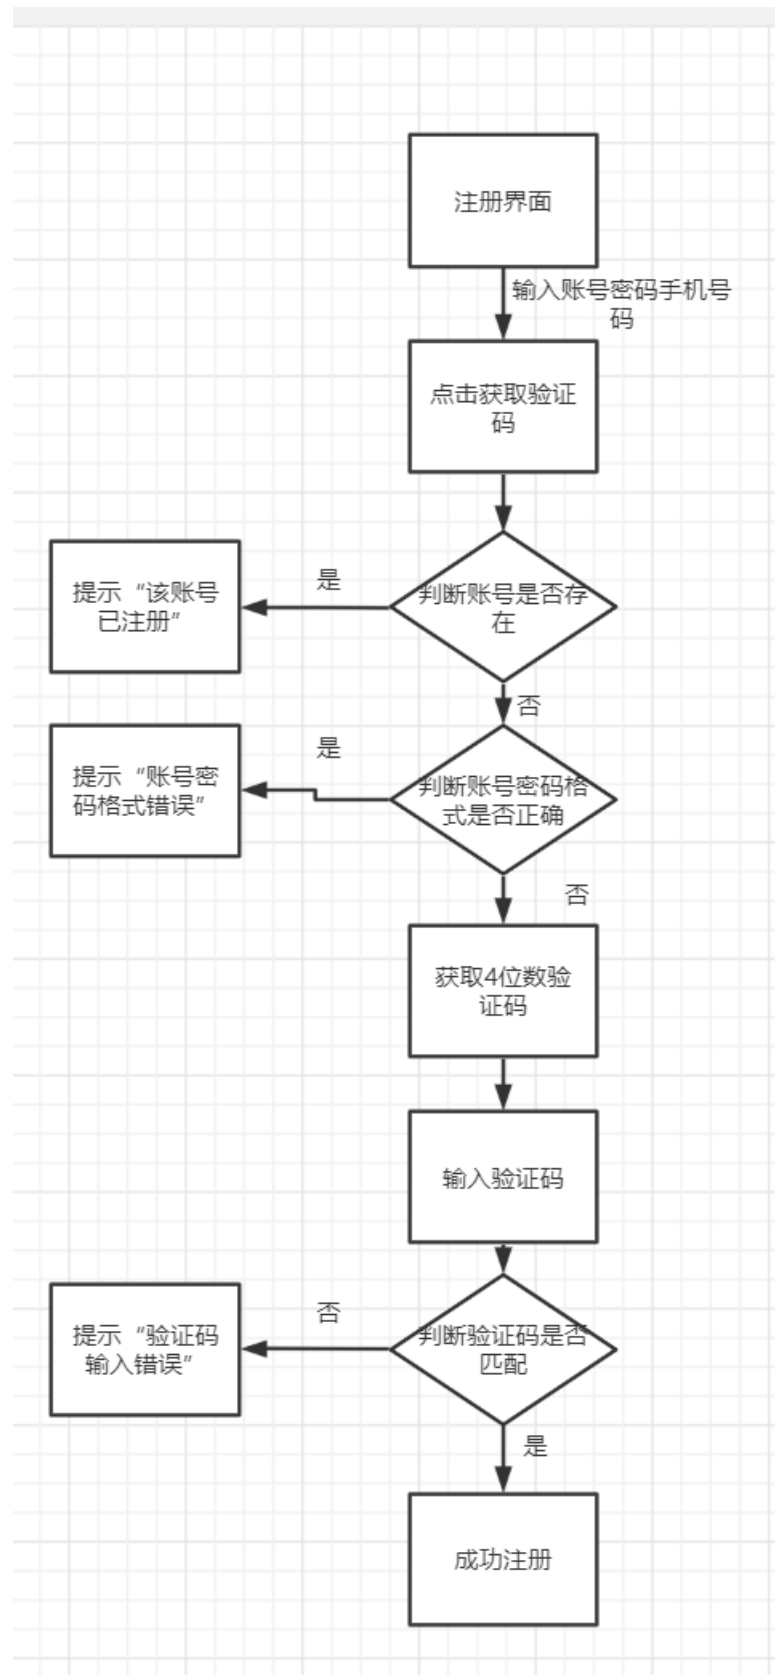 注册界面
输入账号密码手机号
码
点击获取验证
码
判断账号是否存
在
是
提示“该账号
已注册”
否
判断账号密码格
式是否正确
是
提示“账号密
码格式错误”
否
获取4位数验
证码
输入验证码
判断验证码是否
匹配
否
提示“验证码
输入错误”
是
成功注册